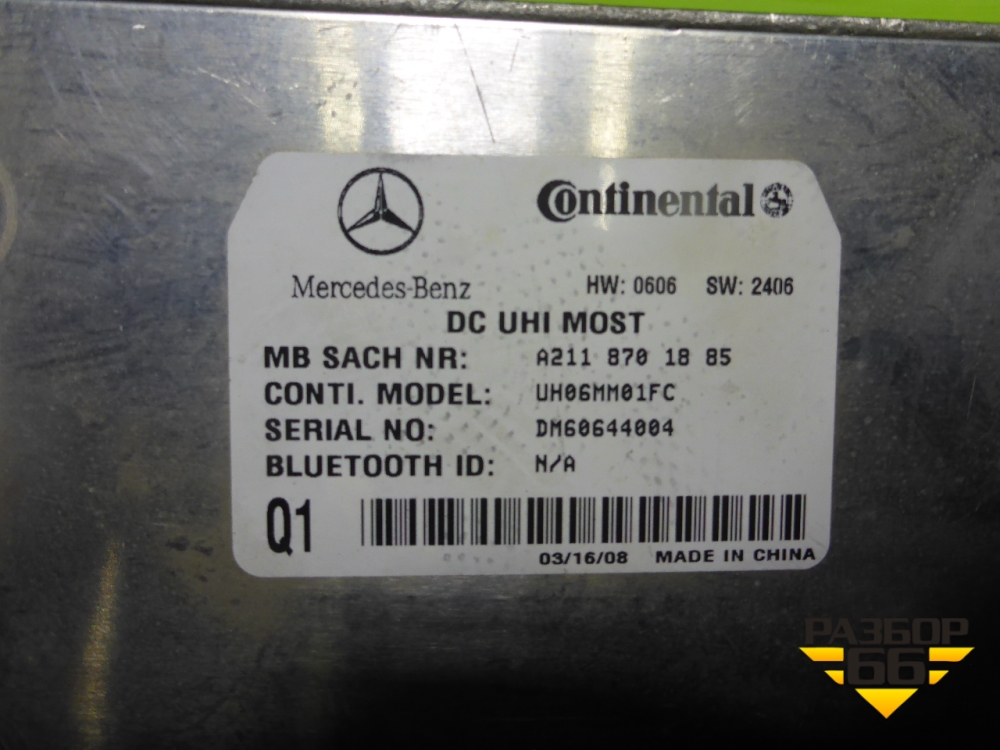 Continental
Mercedes-Benz HW: 0606 SW: 2406
DC UHI MOST
MB SACH NR: A211 870 18 85
CONTI. MODEL: UH06MM01FC
SERIAL NO: DM60644004
BLUETOOTH ID: N/A
Q1
03/16/08 MADE IN CHINA
РАЗБОР
66